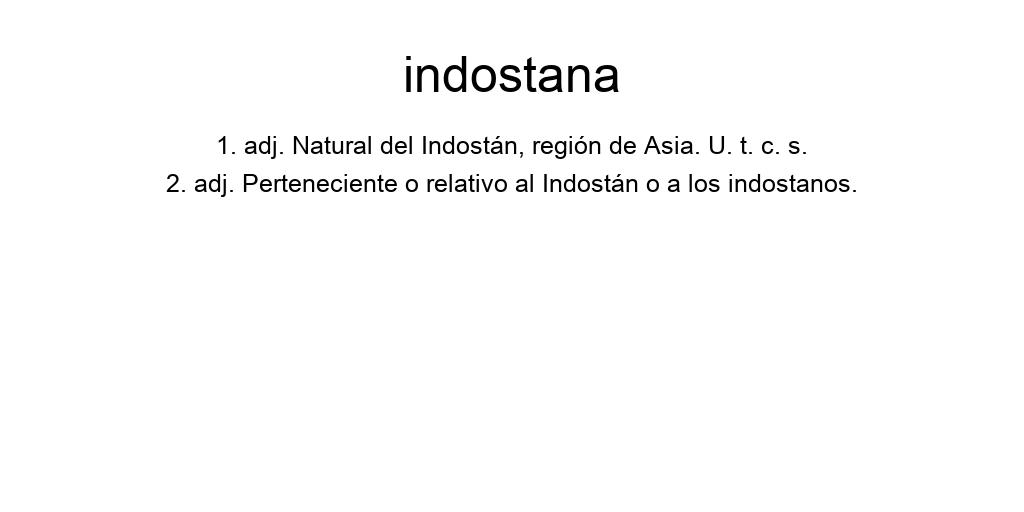 indostana
1. adj. Natural del Indostán, región de Asia. U. t. c. s.
2. adj. Perteneciente o relativo al Indostán o a los indostanos.